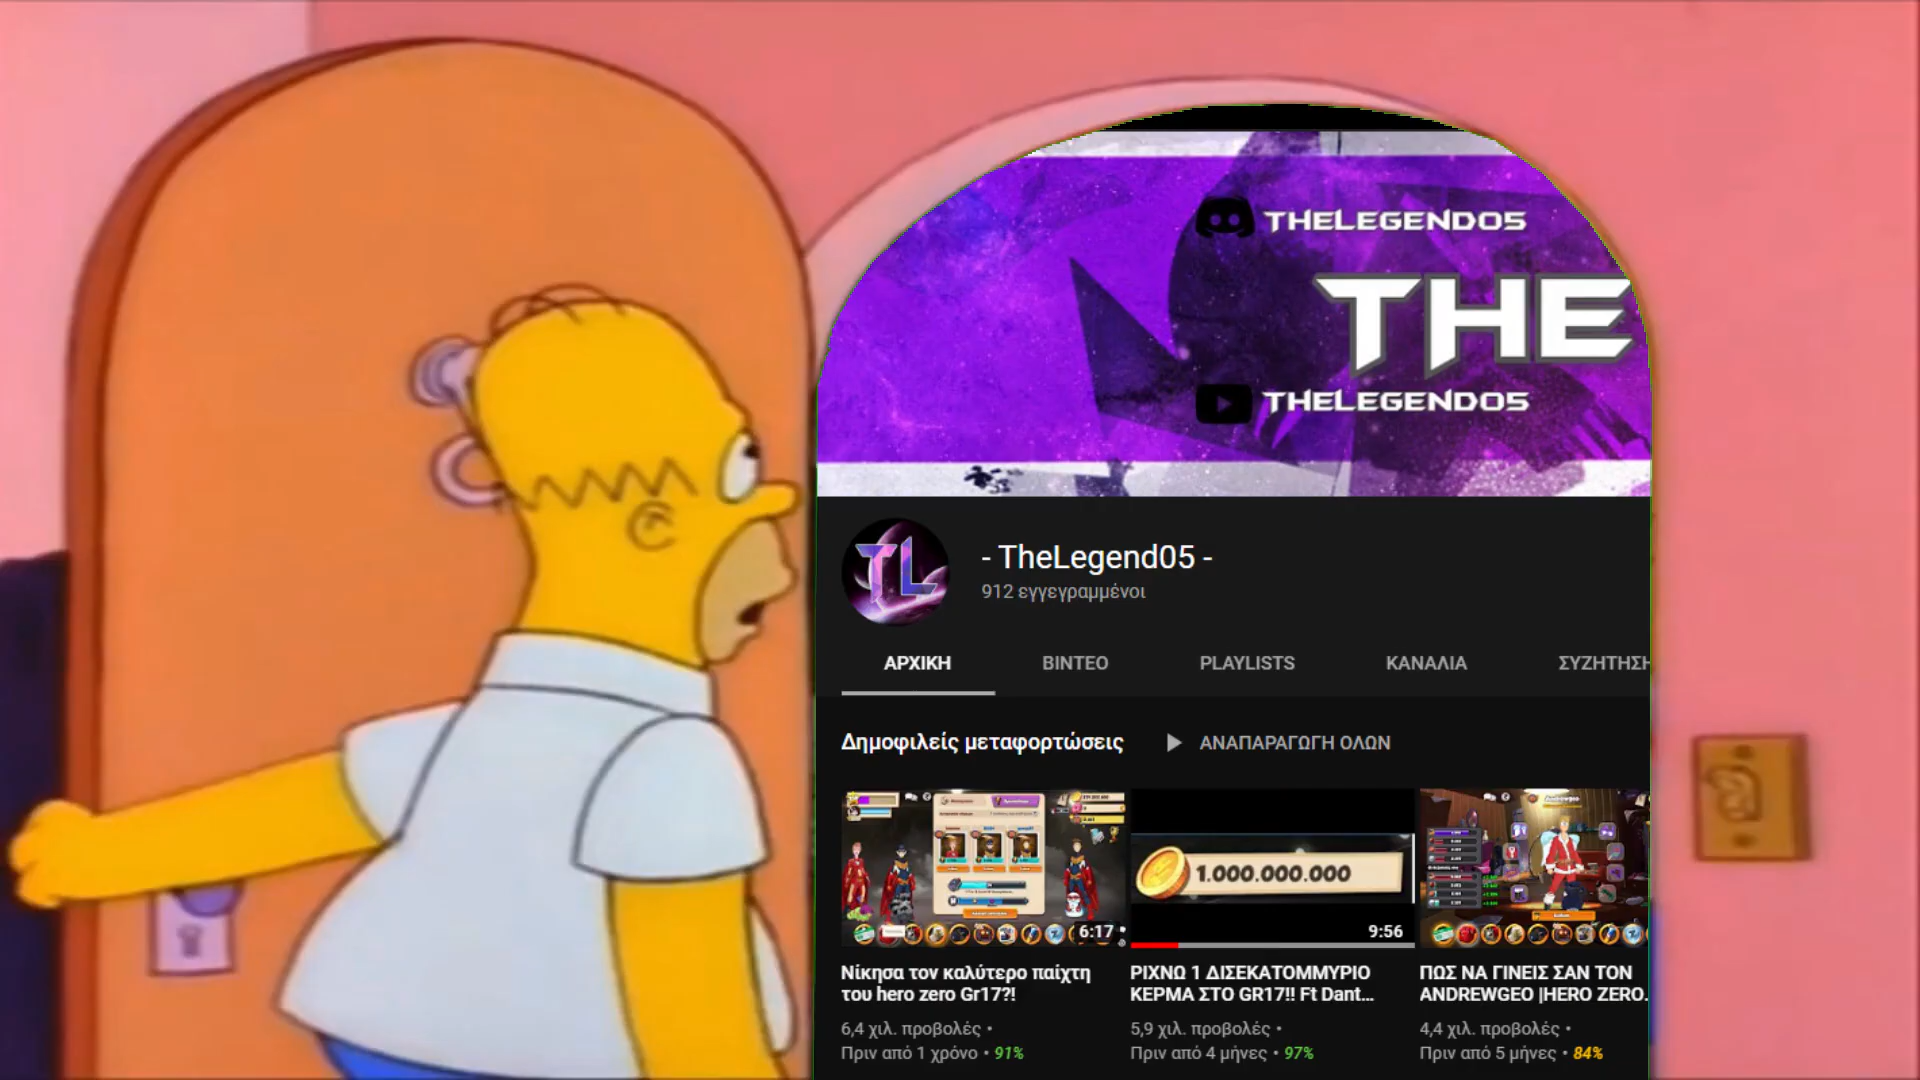 THELEGEND05
THE
THELEGEND05
TL
- TheLegend05 -
912 εγγεγραμμένοι
ΑΡΧΙΚΗ ΒΙΝΤΕΟ PLAYLISTS ΚΑΝΑΛΙΑ ΣΥΖΗΤΗΣΗ
Δημοφιλείς μεταφορτώσεις ΑΝΑΠΑΡΑΓΩΓΗ ΟΛΩΝ
1.000.000.000
6:17 9:56
Νίκησα τον καλύτερο παίχτη
του hero zero Gr17?!
6,4 χιλ. προβολές •
Πριν από 1 χρόνο • 91%
ΡΙΧΝΩ 1 ΔΙΣΕΚΑΤΟΜΜΥΡΙΟ
ΚΕΡΜΑ ΣΤΟ GR17!! Ft Dant...
5,9 χιλ. προβολές •
Πριν από 4 μήνες • 97%
ΠΩΣ ΝΑ ΓΙΝΕΙΣ ΣΑΝ ΤΟΝ
ANDREWGEO |HERO ZERO.
4,4 χιλ. προβολές •
Πριν από 5 μήνες • 84%